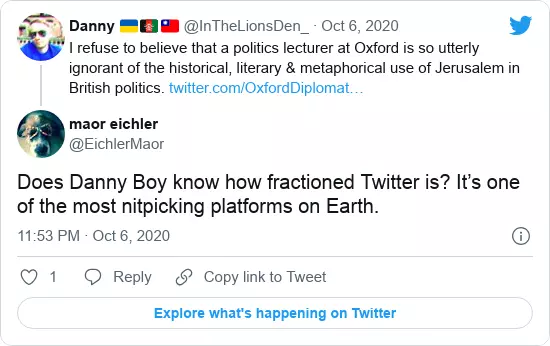 Danny 🇺🇦🇦🇫🇹🇼 @InTheLionsDen_ · Oct 6, 2020
I refuse to believe that a politics lecturer at Oxford is so utterly
ignorant of the historical, literary & metaphorical use of Jerusalem in
British politics. twitter.com/OxfordDiplomat…
maor eichler
@EichlerMaor
Does Danny Boy know how fractioned Twitter is? It’s one
of the most nitpicking platforms on Earth.
11:53 PM · Oct 6, 2020
1 Reply Copy link to Tweet
Explore what's happening on Twitter